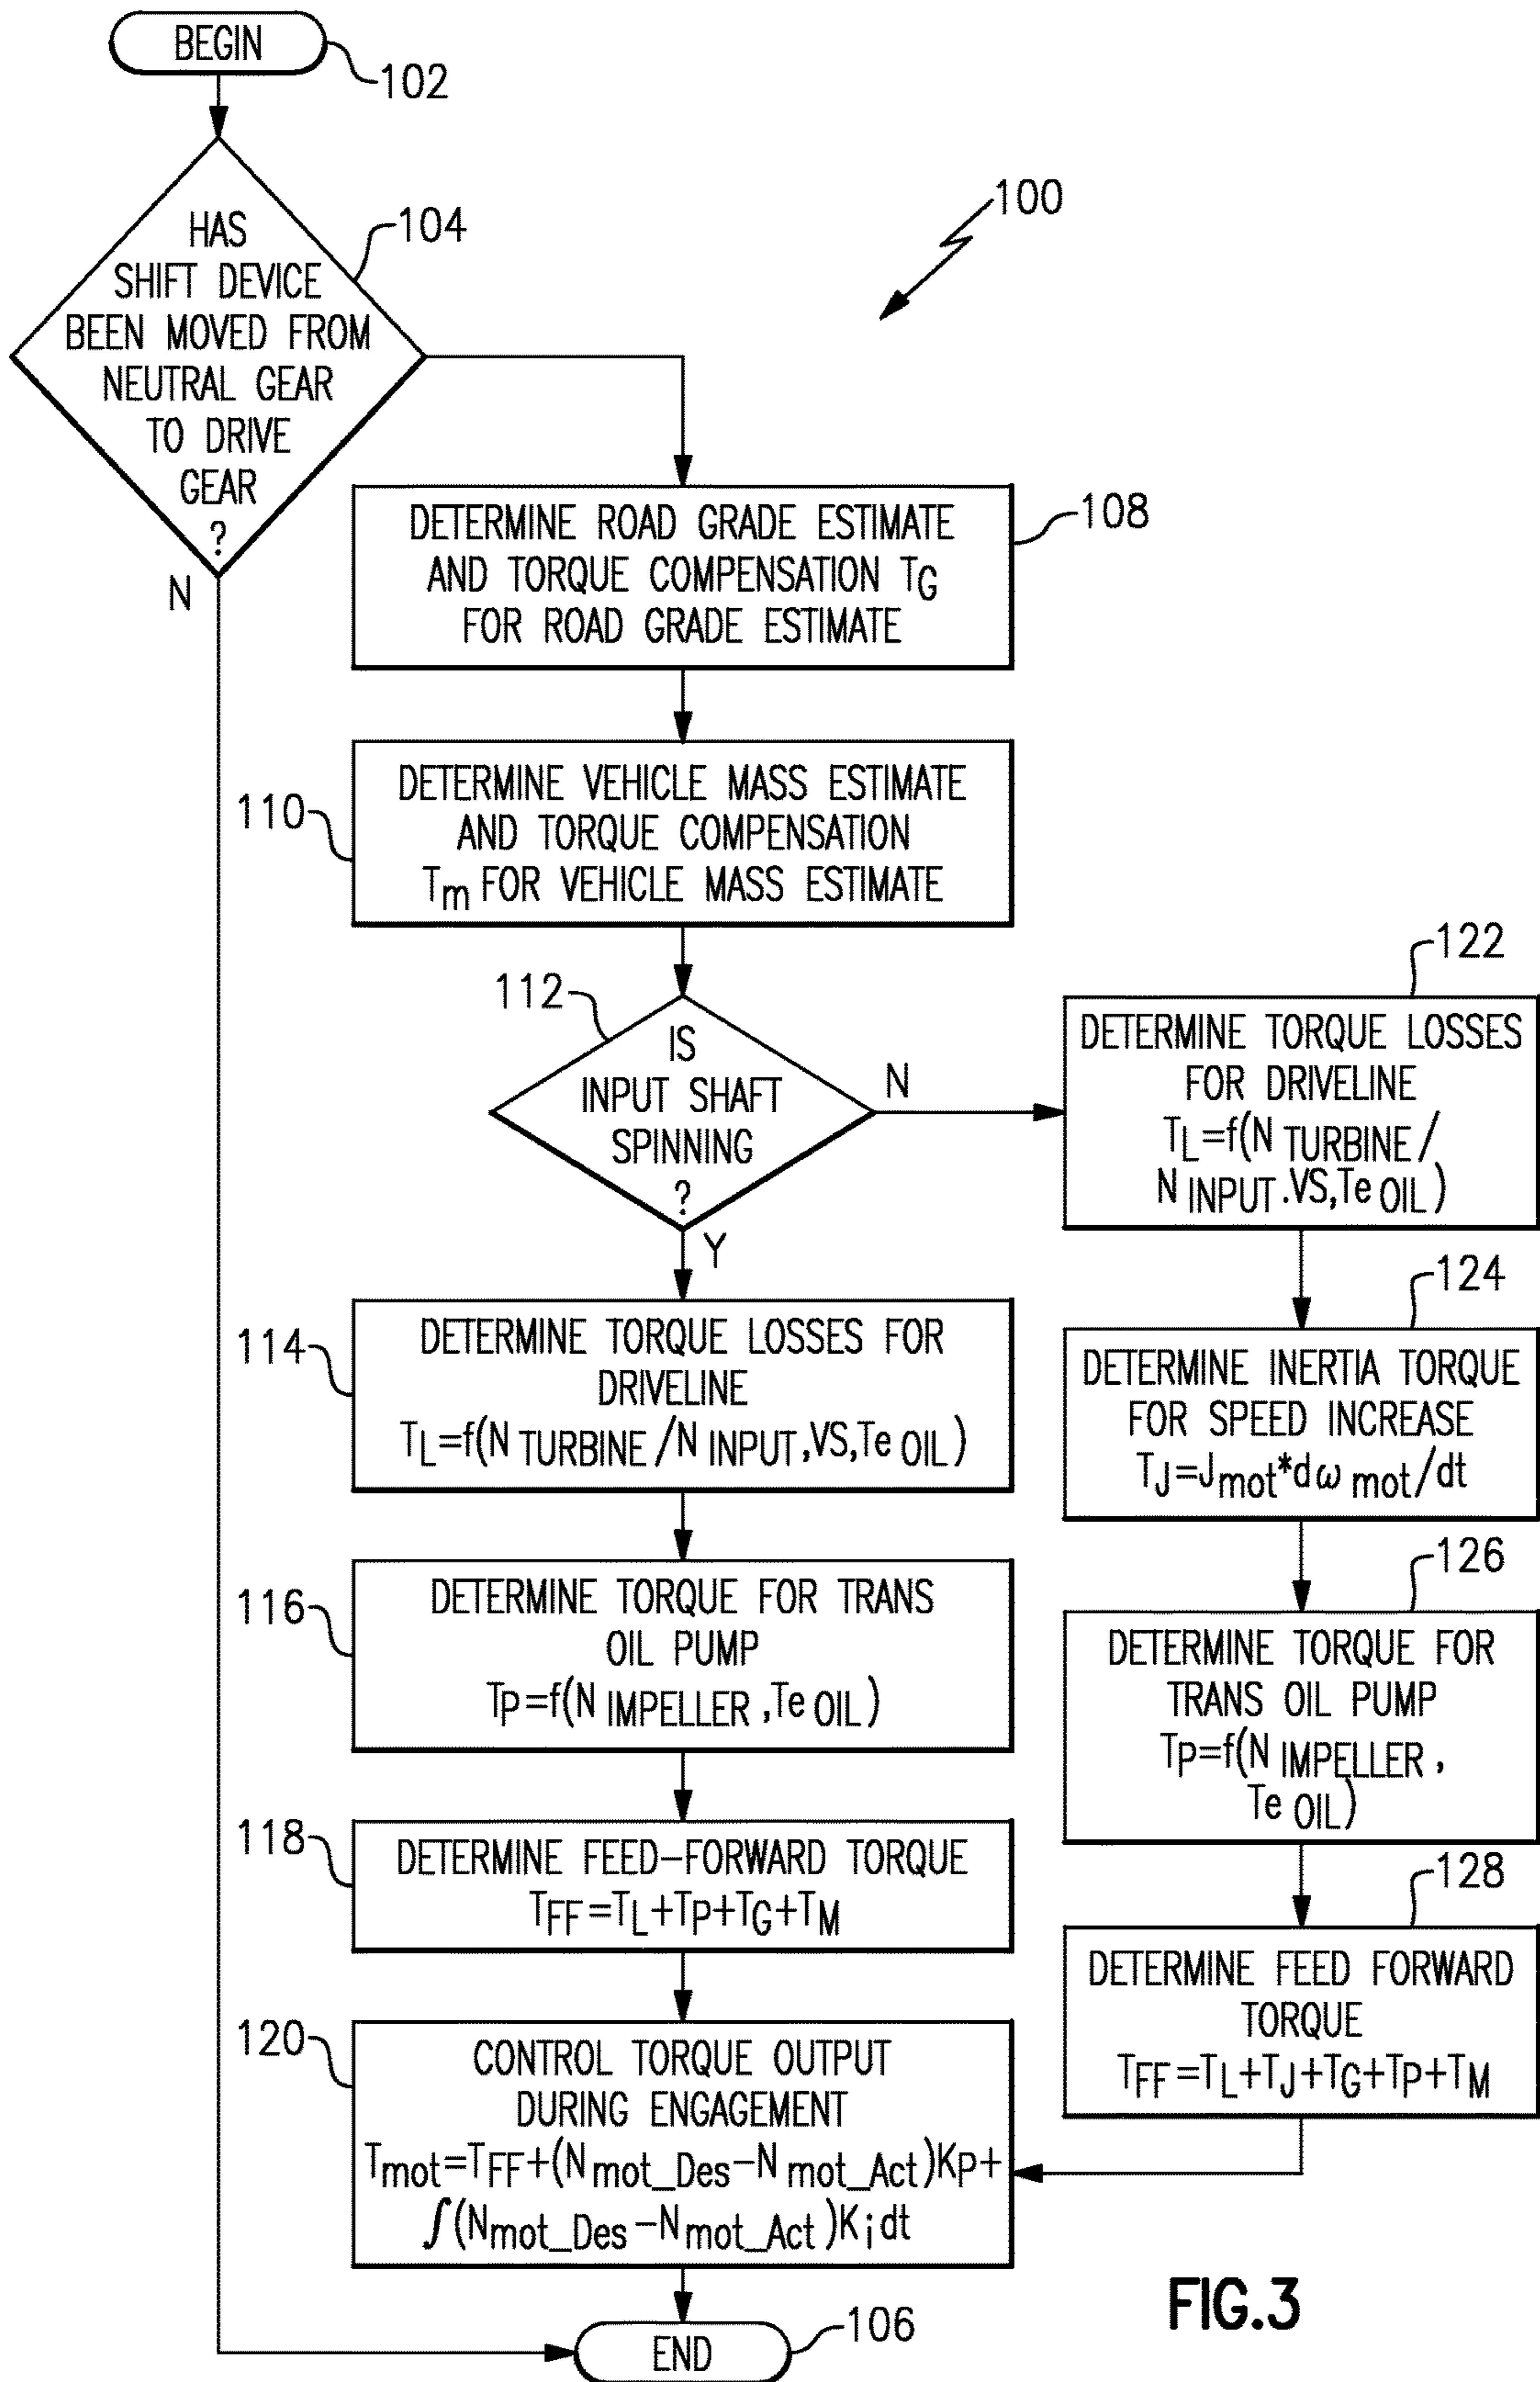 BEGIN
102
HAS
SHIFT DEVICE
BEEN MOVED FROM
NEUTRAL GEAR
TO DRIVE
GEAR
?
104
N
100
DETERMINE ROAD GRADE ESTIMATE
AND TORQUE COMPENSATION TG
FOR ROAD GRADE ESTIMATE
108
110
DETERMINE VEHICLE MASS ESTIMATE
AND TORQUE COMPENSATION
Tm FOR VEHICLE MASS ESTIMATE
112
IS
INPUT SHAFT
SPINNING
?
N
Y
122
DETERMINE TORQUE LOSSES
FOR DRIVELINE
TL=f(N TURBINE/
N INPUT.VS,Te OIL)
114
DETERMINE TORQUE LOSSES FOR
DRIVELINE
TL=f(N TURBINE/N INPUT,VS,Te OIL)
124
DETERMINE INERTIA TORQUE
FOR SPEED INCREASE
TJ=Jmot*dω mot/dt
116
DETERMINE TORQUE FOR TRANS
OIL PUMP
TP=f(N IMPELLER,Te OIL)
126
DETERMINE TORQUE FOR
TRANS OIL PUMP
TP=f(N IMPELLER,
Te OIL)
118
DETERMINE FEED-FORWARD TORQUE
TFF=TL+TP+TG+TM
128
DETERMINE FEED FORWARD
TORQUE
TFF=TL+TJ+TG+TP+TM
120
CONTROL TORQUE OUTPUT
DURING ENGAGEMENT
Tmot=TFF+(Nmot_Des-Nmot_Act)KP+
∫(Nmot_Des-Nmot_Act)Ki dt
END
106
FIG.3